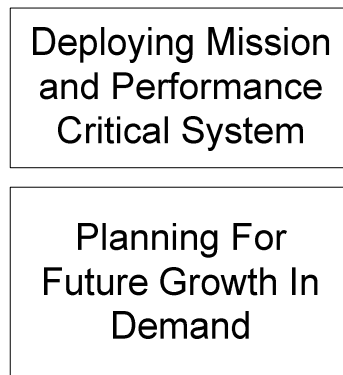 Deploying Mission
and Performance
Critical System
Planning For
Future Growth In
Demand